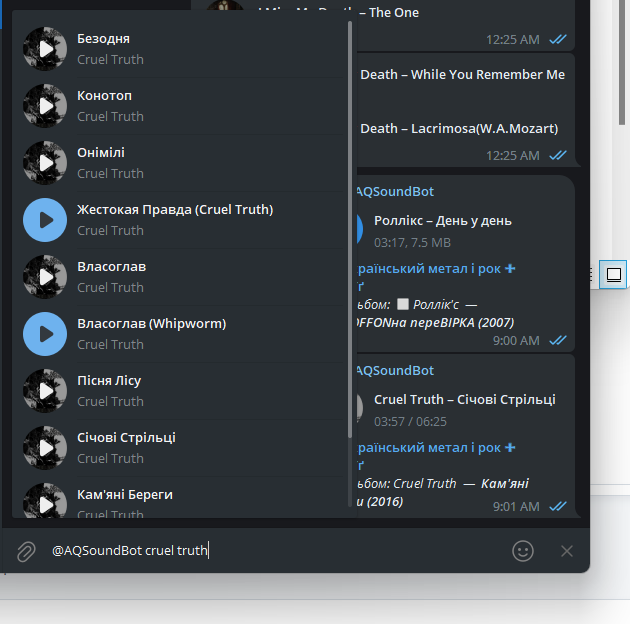 Безодня
Cruel Truth
Конотоп
Cruel Truth
Онімілі
Cruel Truth
Жестокая Правда (Cruel Truth)
Cruel Truth
Власоглав
Cruel Truth
Власоглав (Whipworm)
Cruel Truth
Пісня Лісу
Cruel Truth
Січові Стрільці
Cruel Truth
Кам'яні Береги
Cruel Truth
– The One
12:25 AM
Death – While You Remember Me
Death – Lacrimosa(W.A.Mozart)
12:25 AM
AQSoundBot
Роллікс – День у день
03:17, 7.5 MB
раїнський метал і рок
ґ
ьбом: Роллік'с —
OFFONна переВІРКА (2007)
9:00 AM
AQSoundBot
Cruel Truth – Січові Стрільці
03:57 / 06:25
раїнський метал і рок
ґ
ьбом: Cruel Truth — Кам'яні
и (2016)
9:01 AM
@AQSoundBot cruel truth